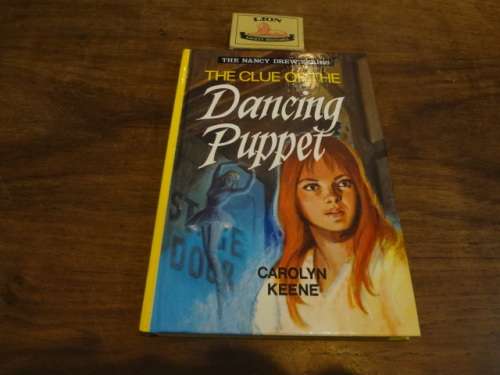 LION
THE NANCY DREW SERIES
THE CLUE OF THE
Dancing
Puppet
STAGE
DOOR
CAROLYN
KEENE